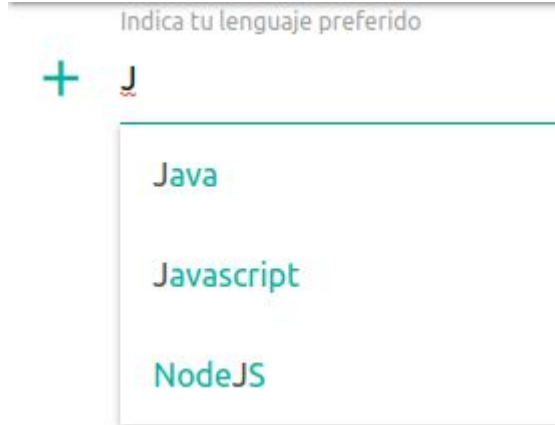 Indica tu lenguaje preferido
J
Java
Javascript
NodeJS